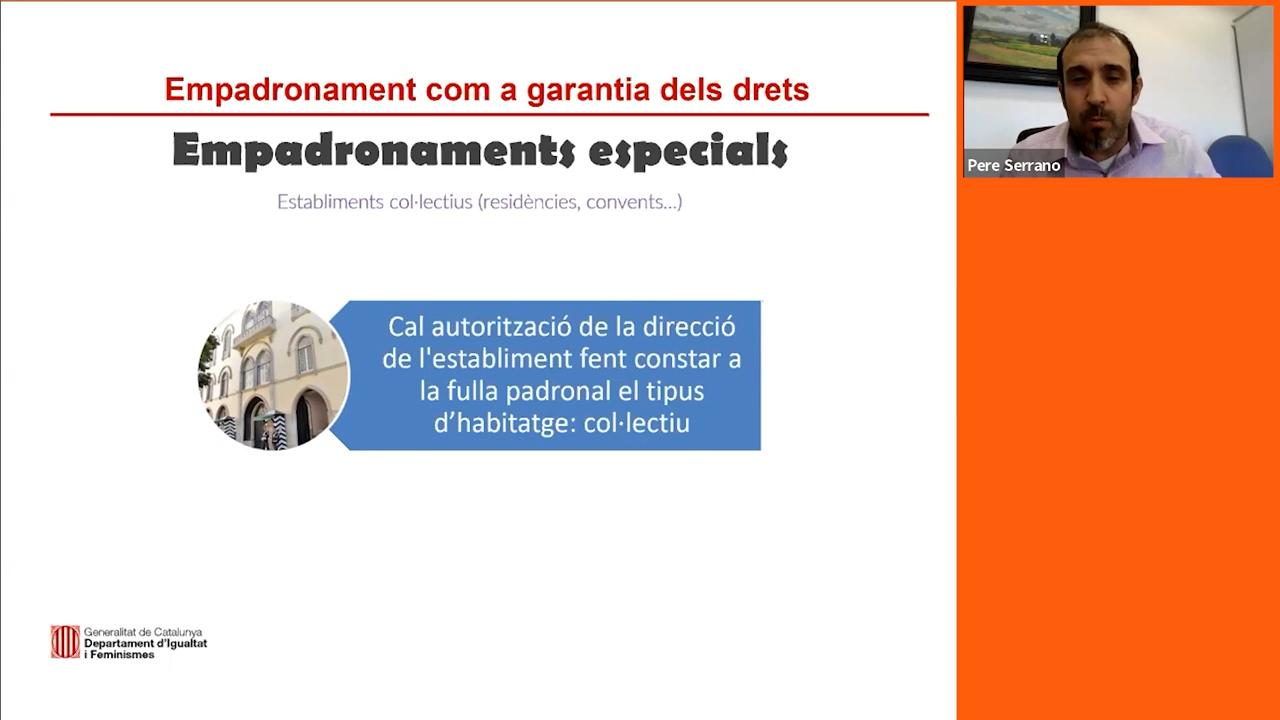 Empadronament com a garantia dels drets
Empadronaments especials
Establiments col·lectius (residències, convents...)
Cal autorització de la direcció
de l'establiment fent constar a
la fulla padronal el tipus
d’habitatge: col·lectiu
Generalitat de Catalunya
Departament d'Igualtat
i Feminismes
Pere Serrano